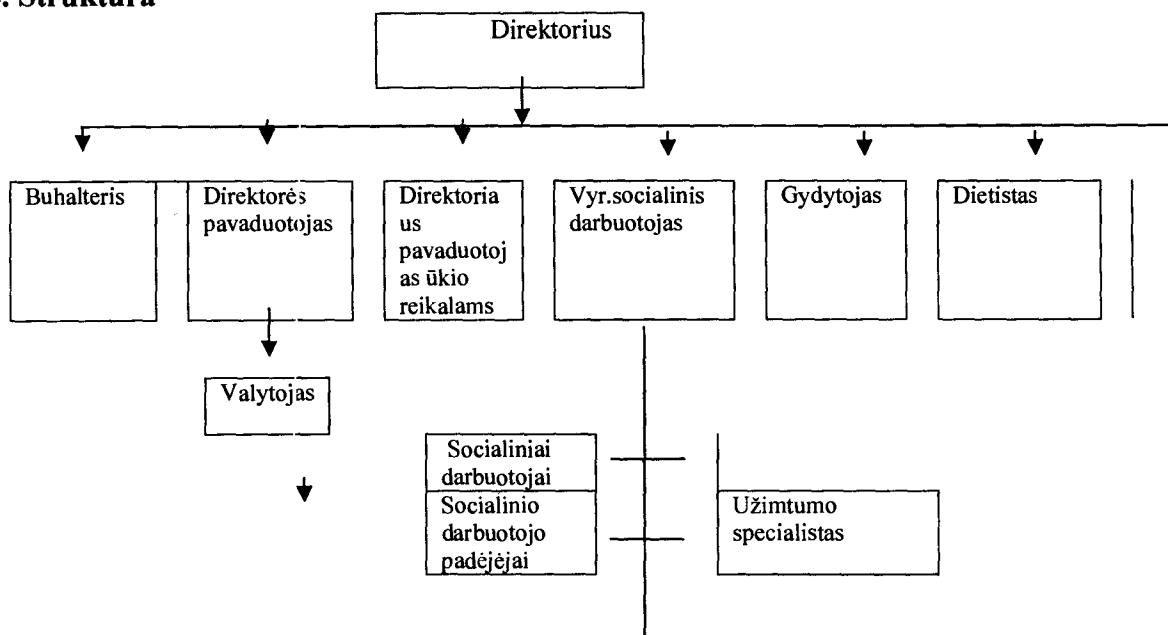 Struktūra
Direktorius
Buhalteris
Direktorės
pavaduotojas
Direktoria
us
pavaduotoj
as ūkio
reikalams
Vyr.socialinis
darbuotojas
Gydytojas
Dietistas
Valytojas
Socialiniai
darbuotojai
Socialinio
darbuotojo
padėjėjai
Užimtumo
specialistas